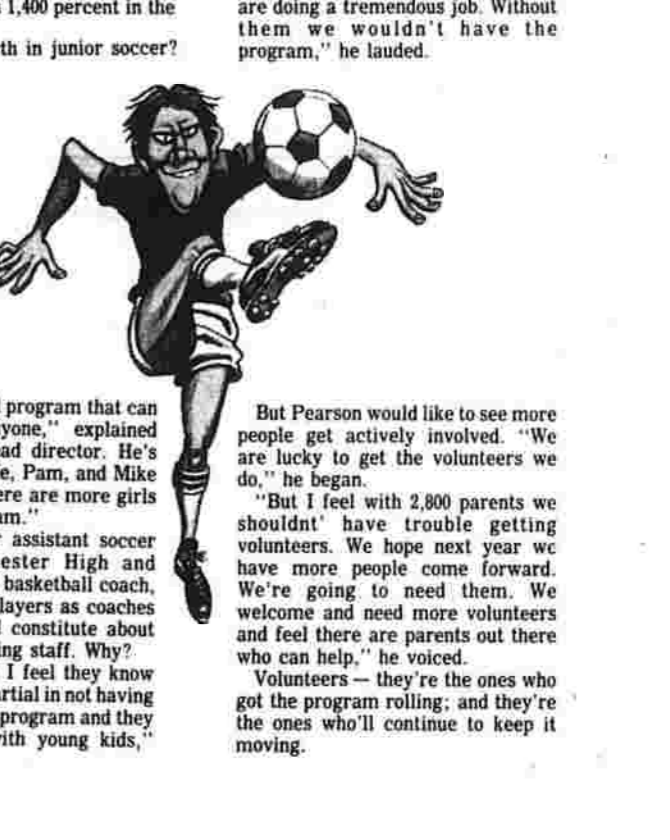 1,400 percent in the
th in junior soccer?
program that can
yone," explained
ad director. He's
e, Pam, and Mike
ere are more girls
am."
assistant soccer
ester High and
basketball coach,
layers as coaches
constitute about
ing staff. Why?
I feel they know
artial in not having
program and they
with young kids,"
are doing a tremendous job. Without
them we wouldn't have the
program," he lauded.
But Pearson would like to see more
people get actively involved. "We
are lucky to get the volunteers we
do," he began.
"But I feel with 2,800 parents we
shouldnt' have trouble getting
volunteers. We hope next year we
have more people come forward.
We're going to need them. We
welcome and need more volunteers
and feel there are parents out there
who can help," he voiced.
Volunteers — they're the ones who
got the program rolling; and they're
the ones who'll continue to keep it
moving.